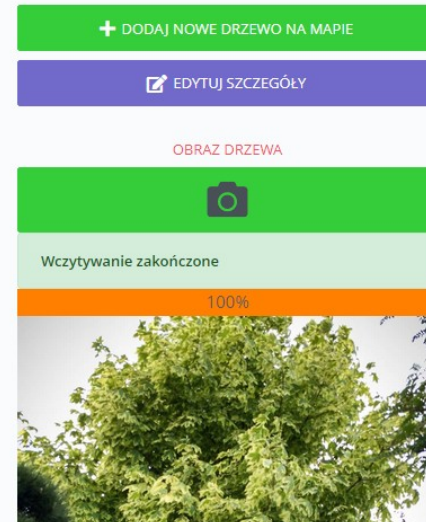 DODAJ NOWE DRZEWO NA MAPIE
EDYTUJ SZCZEGÓŁY
OBRAZ DRZEWA
Wczytywanie zakończone
100%